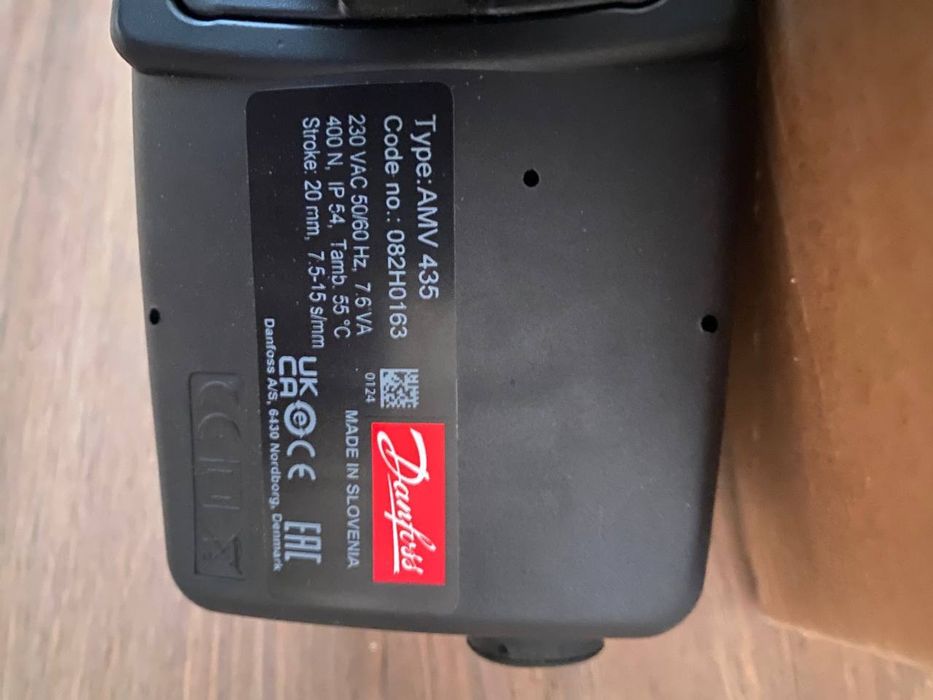 Type:AMV 435
Code no.: 082H0163
230 VAC 50/60 Hz, 7.6 VA
400 N, IP 54, Tamb. 55 °C
Stroke: 20 mm, 7.5-15 s/mm
0124
Danfoss
MADE IN SLOVENIA
UK
CA
CE
EAC
Danfoss A/S, 6430 Nordborg, Denmark
CE